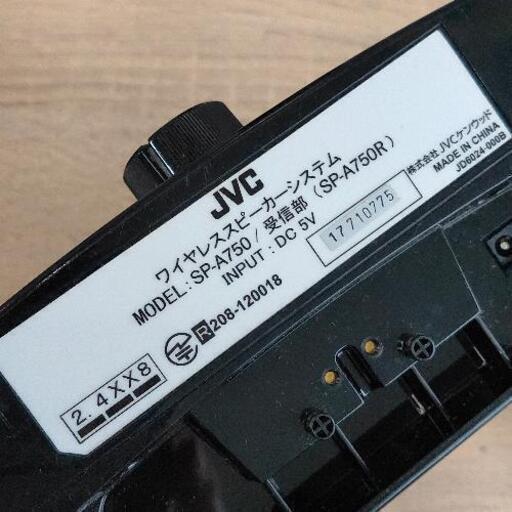 JVC
ワイヤレススピーカーシステム
MODEL: SP-A750 / 受信部 (SP-A750R)
INPUT : DC 5V
17710775
R 208-120018
2.4XX8
株式会社 JVCケンウッド
MADE IN CHINA
JD6024-000B